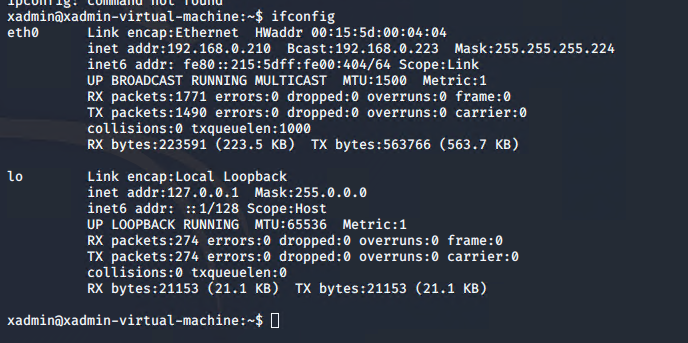 ipconfig: command not found
xadmin@xadmin-virtual-machine:~$ ifconfig
eth0      Link encap:Ethernet  HWaddr 00:15:5d:00:04:04
          inet addr:192.168.0.210  Bcast:192.168.0.223  Mask:255.255.255.224
          inet6 addr: fe80::215:5dff:fe00:404/64 Scope:Link
          UP BROADCAST RUNNING MULTICAST  MTU:1500  Metric:1
          RX packets:1771 errors:0 dropped:0 overruns:0 frame:0
          TX packets:1490 errors:0 dropped:0 overruns:0 carrier:0
          collisions:0 txqueuelen:1000
          RX bytes:223591 (223.5 KB)  TX bytes:563766 (563.7 KB)

lo        Link encap:Local Loopback
          inet addr:127.0.0.1  Mask:255.0.0.0
          inet6 addr: ::1/128 Scope:Host
          UP LOOPBACK RUNNING  MTU:65536  Metric:1
          RX packets:274 errors:0 dropped:0 overruns:0 frame:0
          TX packets:274 errors:0 dropped:0 overruns:0 carrier:0
          collisions:0 txqueuelen:0
          RX bytes:21153 (21.1 KB)  TX bytes:21153 (21.1 KB)

xadmin@xadmin-virtual-machine:~$